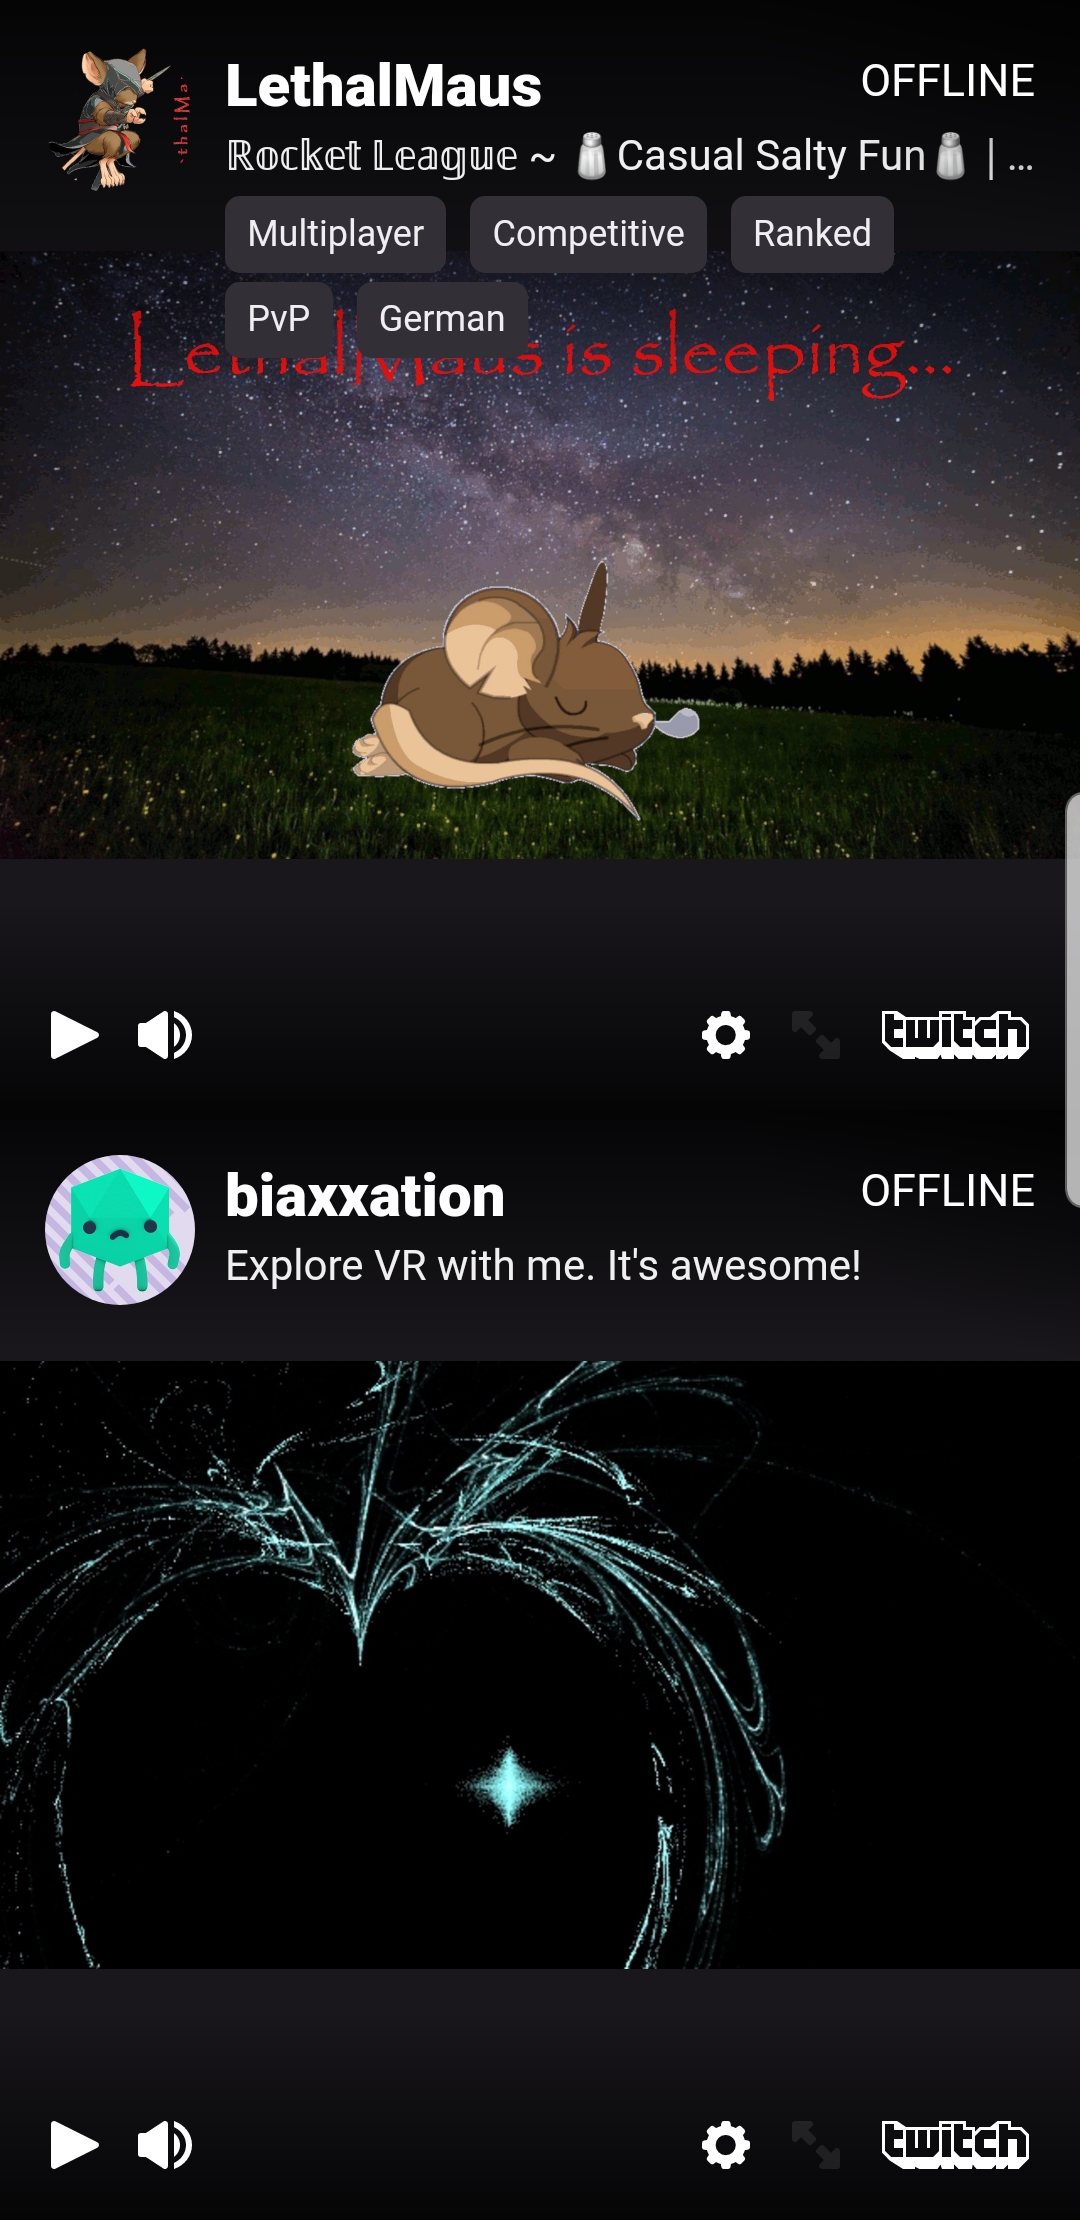 LethalMaus
OFFLINE
ℝ𝕠𝕔𝕜𝕖𝕥 𝕃𝕖𝕒𝕘𝕦𝕖 ~ 🧂Casual Salty Fun🧂 | ...
Multiplayer
Competitive
Ranked
PvP
German
LethalMaus is sleeping...
twitch
biaxxation
OFFLINE
Explore VR with me. It's awesome!
twitch